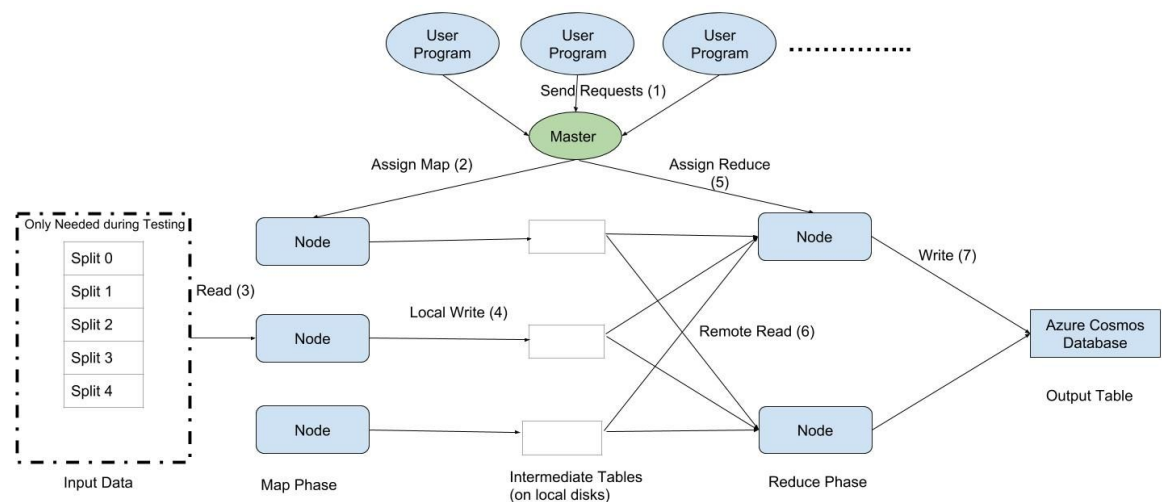 User
Program
User
Program
User
Program
Send Requests (1)
Master
Assign Map (2)
Assign Reduce
(5)
Only Needed during Testing
Split 0
Split 1
Split 2
Split 3
Split 4
Read (3)
Node
Node
Node
Local Write (4)
Remote Read (6)
Node
Node
Write (7)
Azure Cosmos
Database
Output Table
Input Data
Map Phase
Intermediate Tables
(on local disks)
Reduce Phase